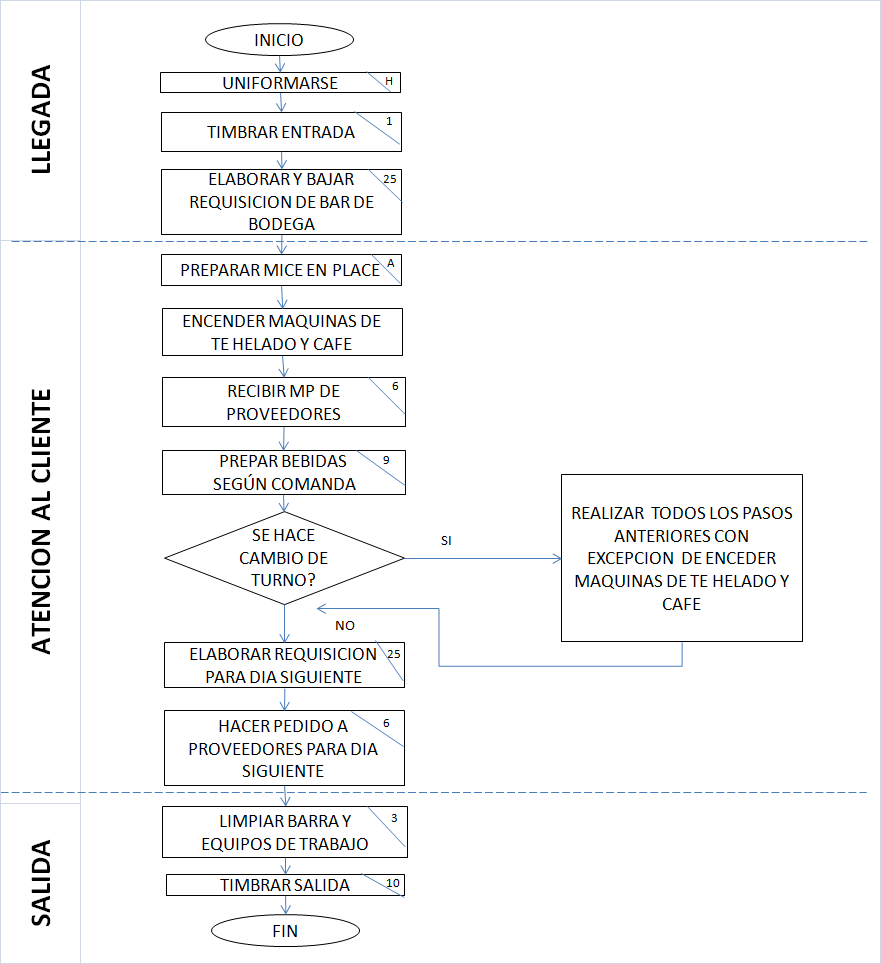 LLEGADA
INICIO
UNIFORMARSE
H
TIMBRAR ENTRADA
1
ELABORAR Y BAJAR
REQUISICION DE BAR DE
BODEGA
25
ATENCION AL CLIENTE
PREPARAR MICE EN PLACE
A
ENCENDER MAQUINAS DE
TE HELADO Y CAFE
RECIBIR MP DE
PROVEEDORES
6
PREPAR BEBIDAS
SEGÚN COMANDA
9
SE HACE
CAMBIO DE
TURNO?
SI
REALIZAR TODOS LOS PASOS
ANTERIORES CON
EXCEPCION DE ENCEDER
MAQUINAS DE TE HELADO Y
CAFE
NO
ELABORAR REQUISICION
PARA DIA SIGUIENTE
25
HACER PEDIDO A
PROVEEDORES PARA DIA
SIGUIENTE
6
SALIDA
LIMPIAR BARRA Y
EQUIPOS DE TRABAJO
3
TIMBRAR SALIDA
10
FIN